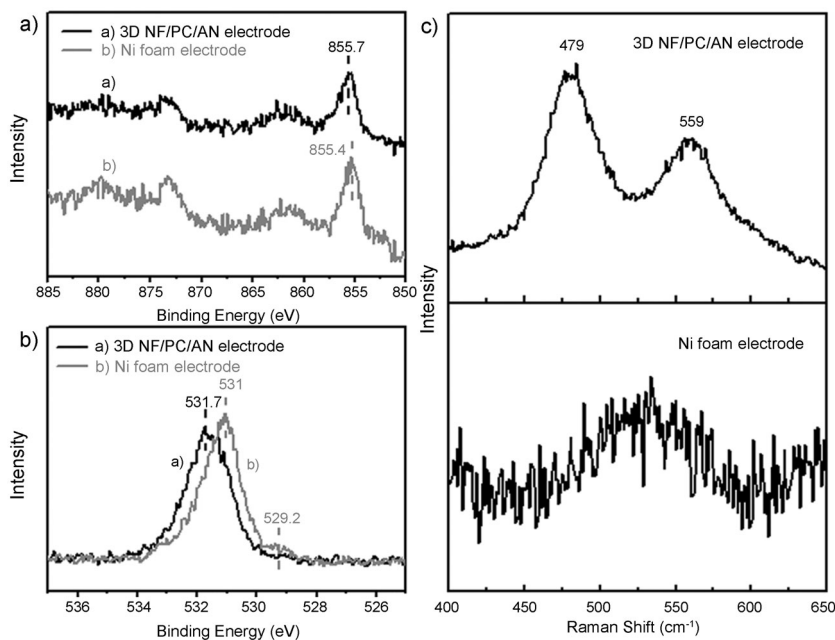 a)
a) 3D NF/PC/AN electrode
b) Ni foam electrode
855.7
a)
855.4
b)
Intensity
885 880 875 870 865 860 855 850
Binding Energy (eV)
b)
a) 3D NF/PC/AN electrode
b) Ni foam electrode
531
531.7
a)
b)
529.2
Intensity
536 534 532 530 528 526
Binding Energy (eV)
c)
479
3D NF/PC/AN electrode
559
Intensity
Ni foam electrode
400 450 500 550 600 650
Raman Shift (cm⁻¹)